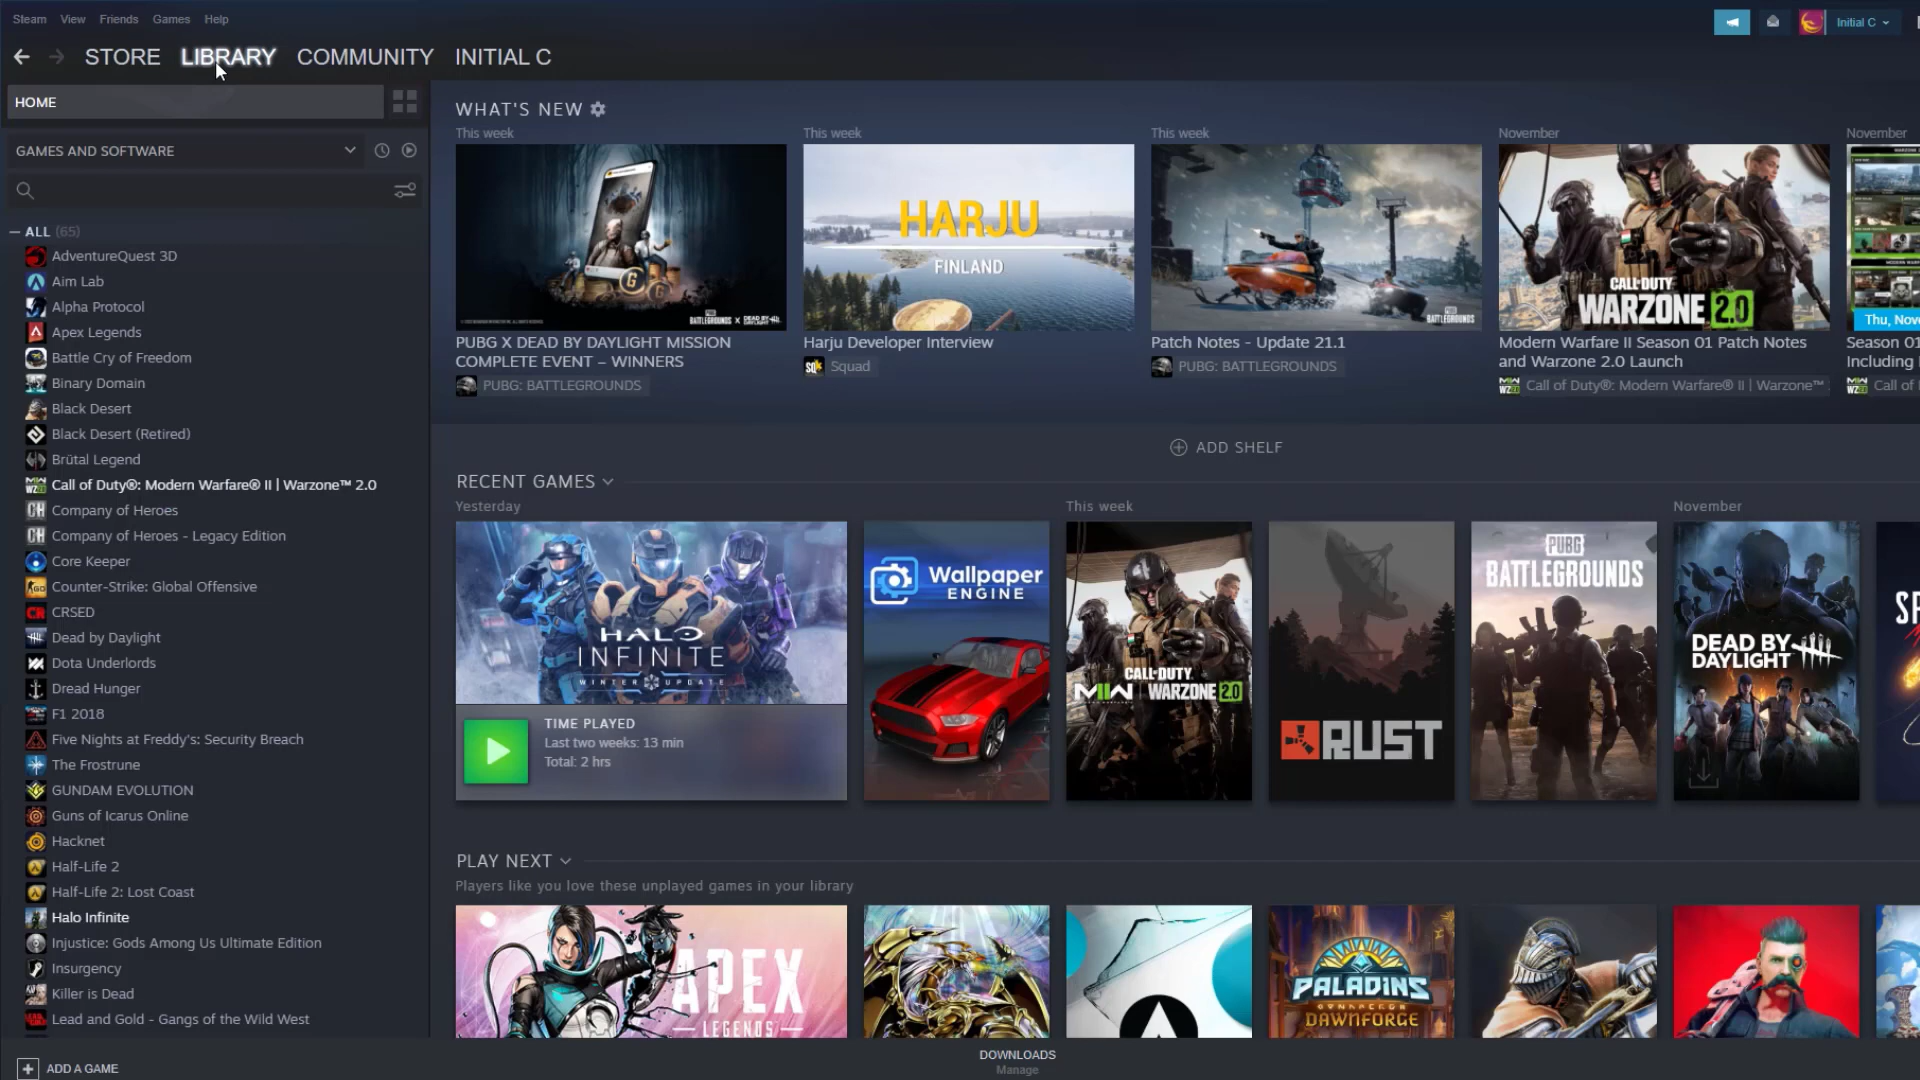 Steam View Friends Games Help
Initial C
STORE LIBRARY COMMUNITY INITIAL C
HOME
GAMES AND SOFTWARE
ALL (65)
AdventureQuest 3D
Aim Lab
Alpha Protocol
Apex Legends
Battle Cry of Freedom
Binary Domain
Black Desert
Black Desert (Retired)
Brütal Legend
Call of Duty®: Modern Warfare® II | Warzone™ 2.0
Company of Heroes
Company of Heroes - Legacy Edition
Core Keeper
Counter-Strike: Global Offensive
CRSED
Dead by Daylight
Dota Underlords
Dread Hunger
F1 2018
Five Nights at Freddy's: Security Breach
The Frostrune
GUNDAM EVOLUTION
Guns of Icarus Online
Hacknet
Half-Life 2
Half-Life 2: Lost Coast
Halo Infinite
Injustice: Gods Among Us Ultimate Edition
Insurgency
Killer is Dead
Lead and Gold - Gangs of the Wild West
ADD A GAME
WHAT'S NEW
This week
This week
This week
November
November
BATTLEGROUNDS X DEAD BY DAYLIGHT
HARJU
FINLAND
BATTLEGROUNDS
CALL OF DUTY
WARZONE 2.0
Thu, Nov
PUBG X DEAD BY DAYLIGHT MISSION
COMPLETE EVENT – WINNERS
PUBG: BATTLEGROUNDS
Harju Developer Interview
Squad
Patch Notes - Update 21.1
PUBG: BATTLEGROUNDS
Modern Warfare II Season 01 Patch Notes
and Warzone 2.0 Launch
Call of Duty®: Modern Warfare® II | Warzone™
Season 01
Including
Call of
ADD SHELF
RECENT GAMES
Yesterday
This week
November
HALO
INFINITE
WINTER UPDATE
TIME PLAYED
Last two weeks: 13 min
Total: 2 hrs
Wallpaper
ENGINE
CALL OF DUTY
MWII WARZONE 2.0
RUST
PUBG
BATTLEGROUNDS
DEAD BY
DAYLIGHT
SP
PLAY NEXT
Players like you love these unplayed games in your library
APEX
LEGENDS
PALADINS
DAWNFORGE
DOWNLOADS
Manage